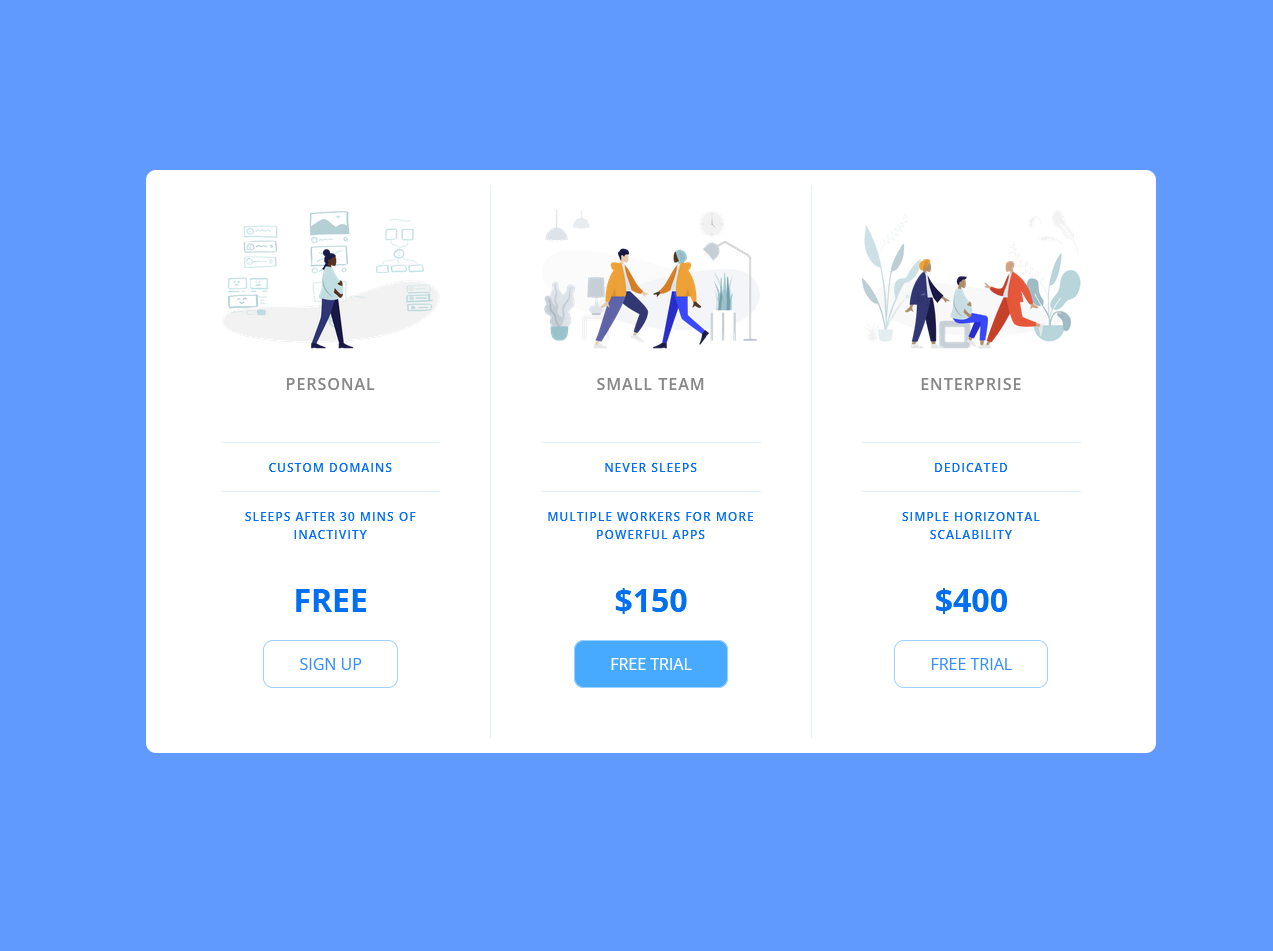 PERSONAL
CUSTOM DOMAINS
SLEEPS AFTER 30 MINS OF
INACTIVITY
FREE
SIGN UP
SMALL TEAM
NEVER SLEEPS
MULTIPLE WORKERS FOR MORE
POWERFUL APPS
$150
FREE TRIAL
ENTERPRISE
DEDICATED
SIMPLE HORIZONTAL
SCALABILITY
$400
FREE TRIAL